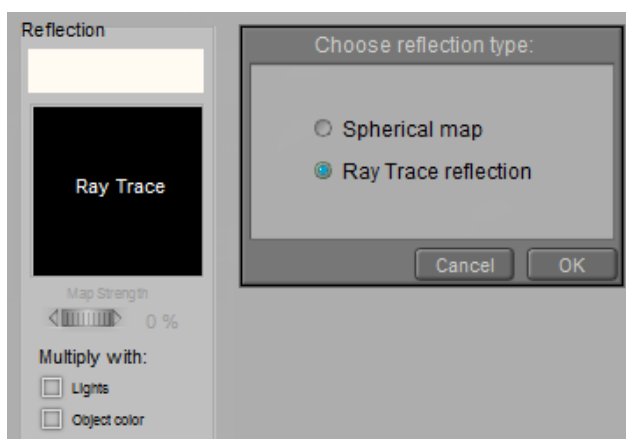 Reflection
Ray Trace
Map Strength
0 %
Multiply with:
Lights
Object color
Choose reflection type:
Spherical map
Ray Trace reflection
Cancel OK